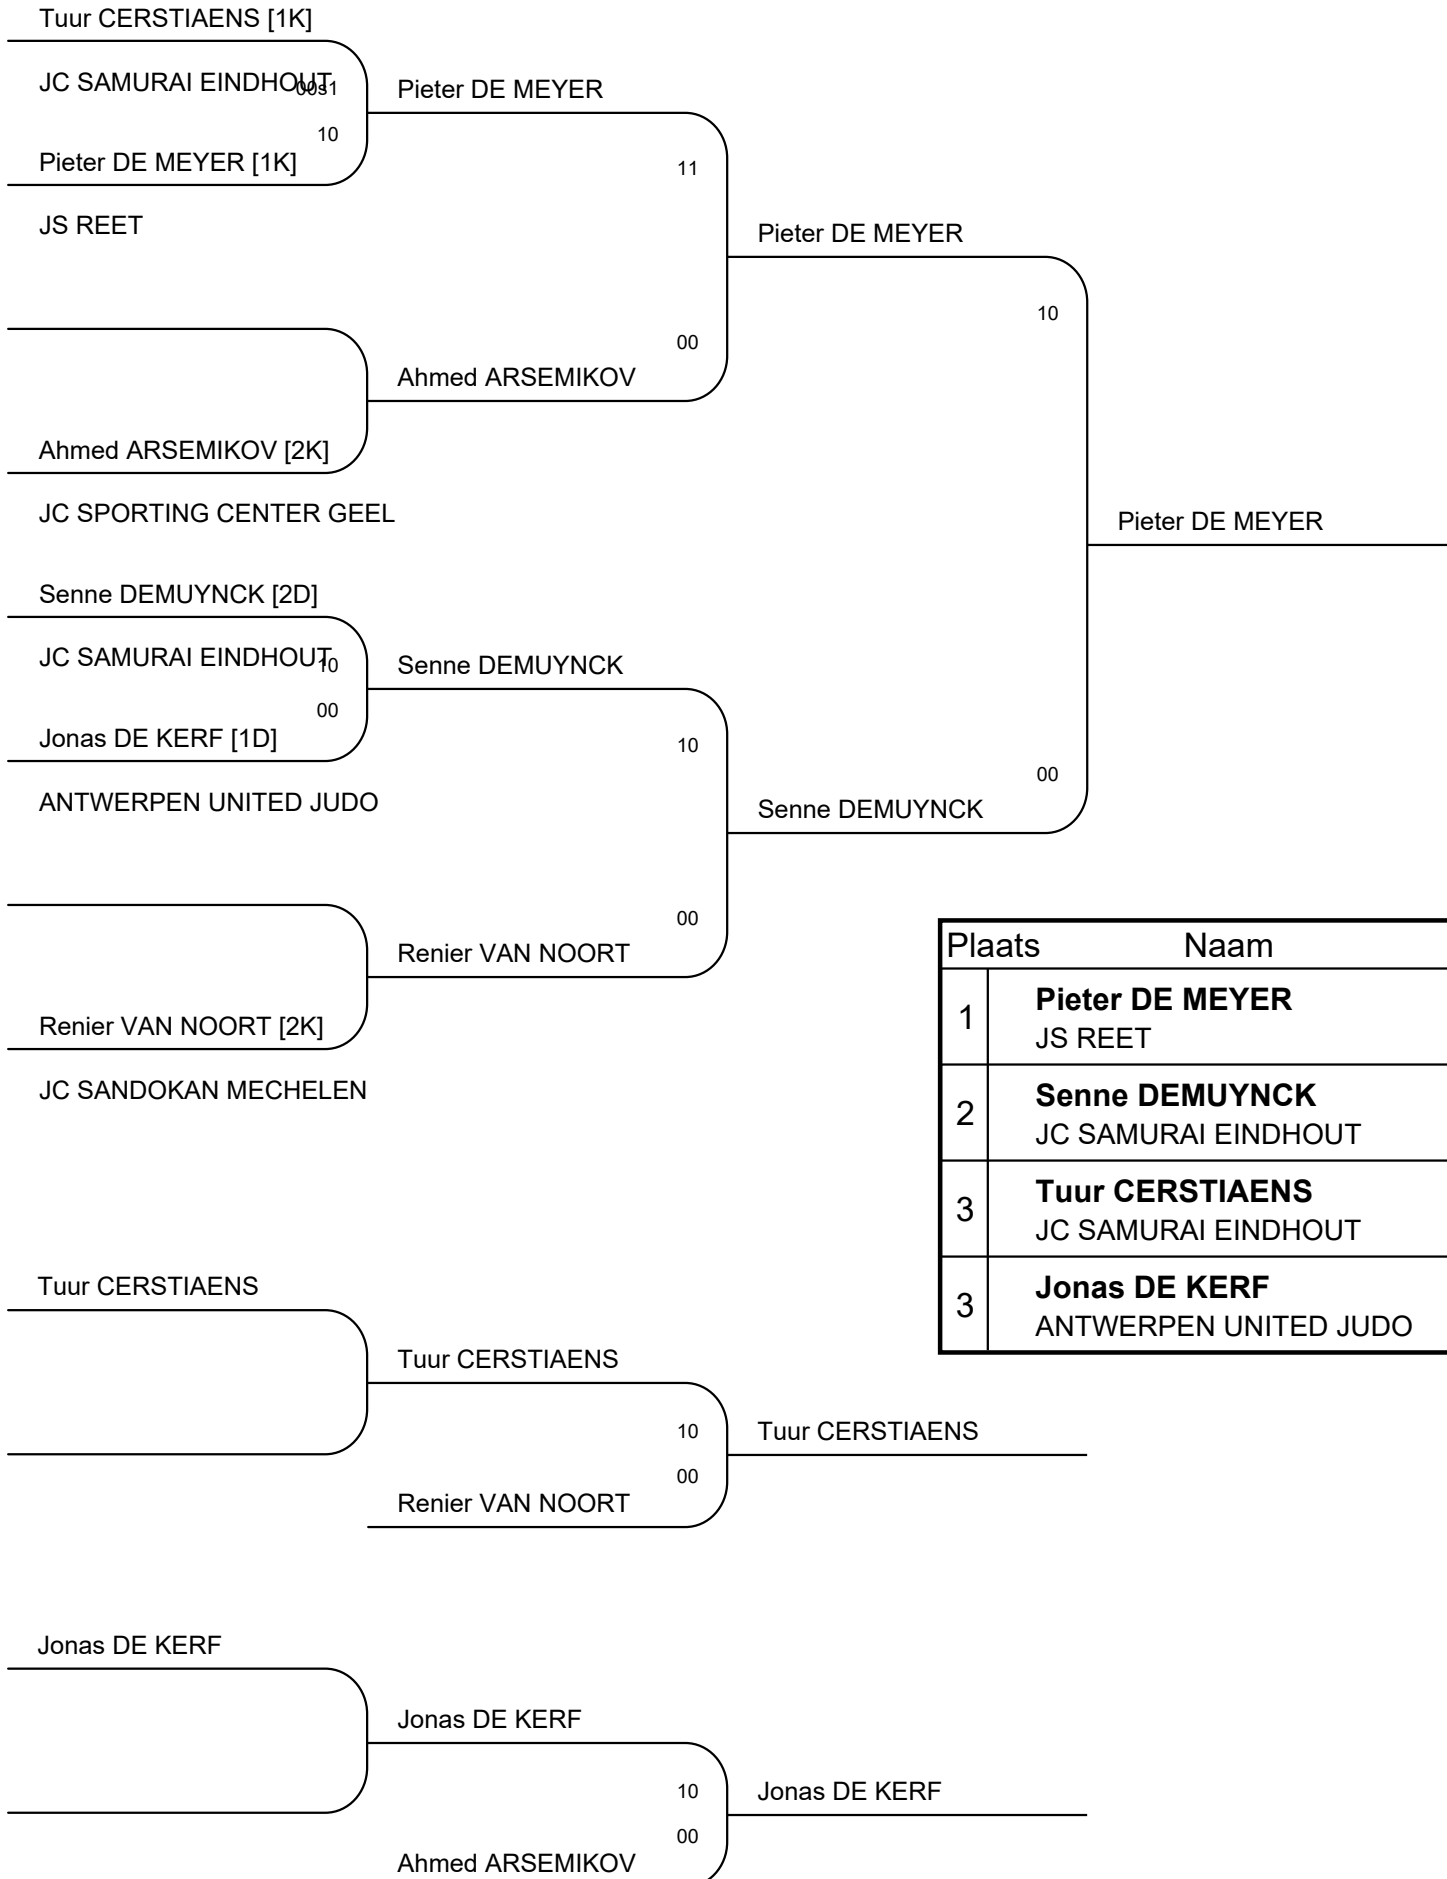 Tuur CERSTIAENS [1K]
JC SAMURAI EINDHOUT
00s1
Pieter DE MEYER
10
Pieter DE MEYER [1K]
11
JS REET
Pieter DE MEYER
10
00
Ahmed ARSEMIKOV
Ahmed ARSEMIKOV [2K]
JC SPORTING CENTER GEEL
Pieter DE MEYER
Senne DEMUYNCK [2D]
JC SAMURAI EINDHOUT
10
Senne DEMUYNCK
00
Jonas DE KERF [1D]
10
00
ANTWERPEN UNITED JUDO
Senne DEMUYNCK
00
Renier VAN NOORT
Renier VAN NOORT [2K]
JC SANDOKAN MECHELEN
Plaats Naam
1 Pieter DE MEYER
JS REET
2 Senne DEMUYNCK
JC SAMURAI EINDHOUT
3 Tuur CERSTIAENS
JC SAMURAI EINDHOUT
3 Jonas DE KERF
ANTWERPEN UNITED JUDO
Tuur CERSTIAENS
Tuur CERSTIAENS
10
Tuur CERSTIAENS
00
Renier VAN NOORT
Jonas DE KERF
Jonas DE KERF
10
Jonas DE KERF
00
Ahmed ARSEMIKOV